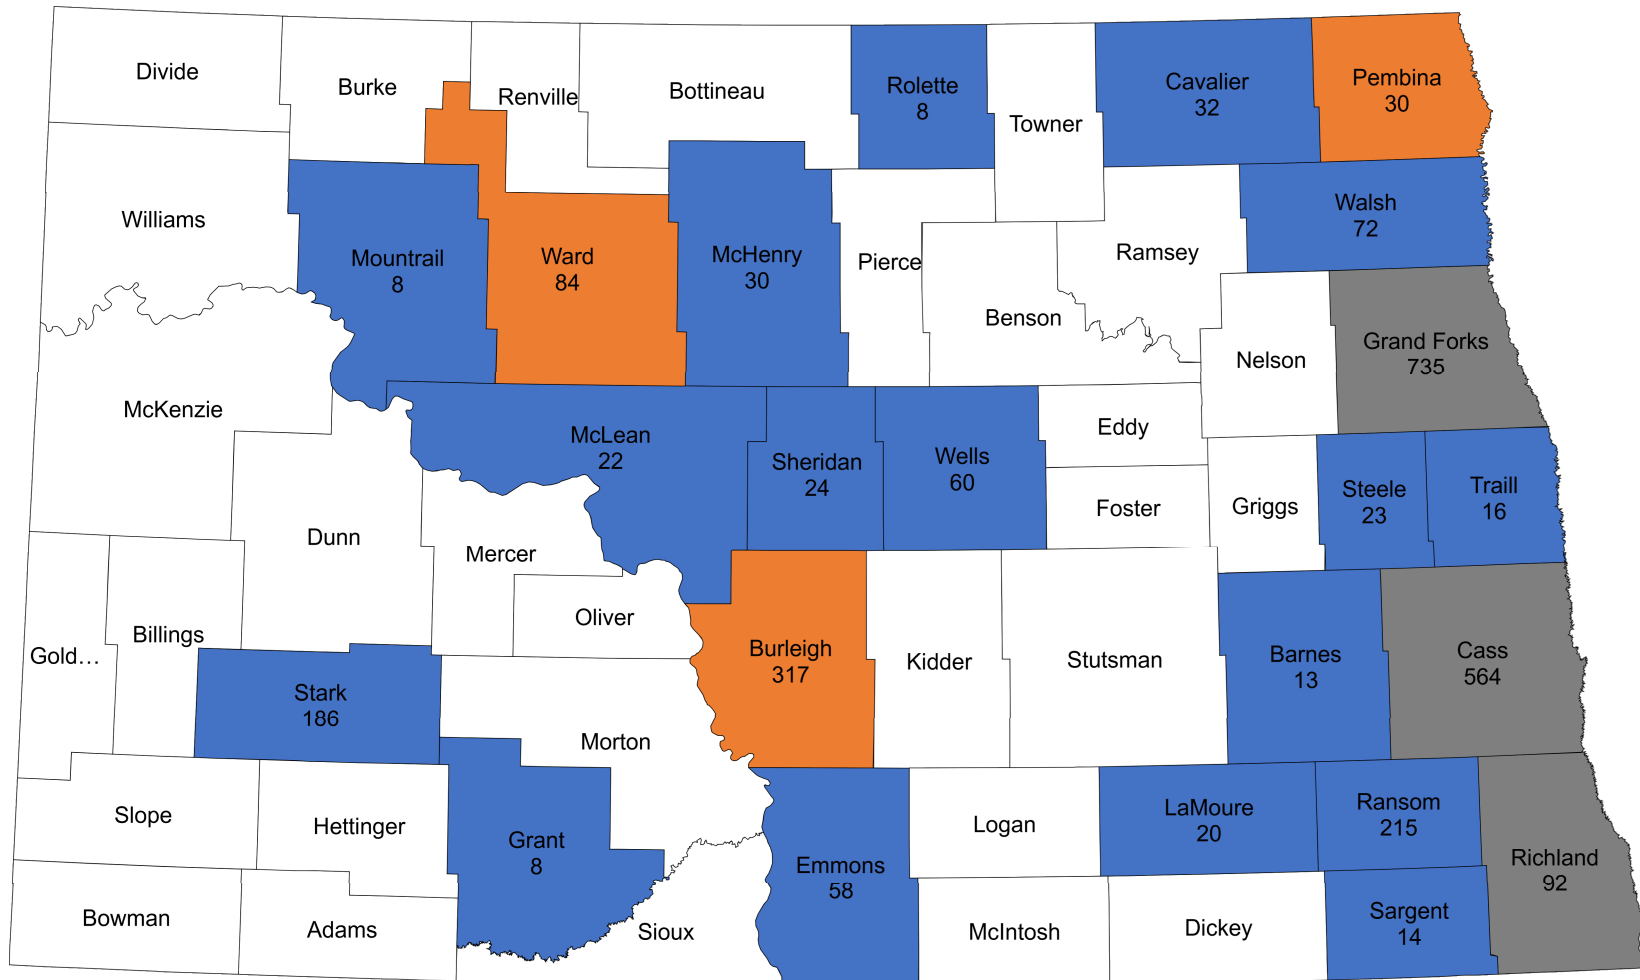 Divide
Burke
Renville
Bottineau
Rolette
8
Towner
Cavalier
32
Pembina
30
Williams
Mountrail
8
Ward
84
McHenry
30
Pierce
Benson
Ramsey
Walsh
72
Nelson
Grand Forks
735
McKenzie
McLean
22
Sheridan
24
Wells
60
Eddy
Foster
Griggs
Steele
23
Traill
16
Dunn
Mercer
Oliver
Gold…
Billings
Stark
186
Morton
Burleigh
317
Kidder
Stutsman
Barnes
13
Cass
564
Slope
Hettinger
Grant
8
Emmons
58
Logan
LaMoure
20
Ransom
215
Richland
92
Bowman
Adams
Sioux
McIntosh
Dickey
Sargent
14